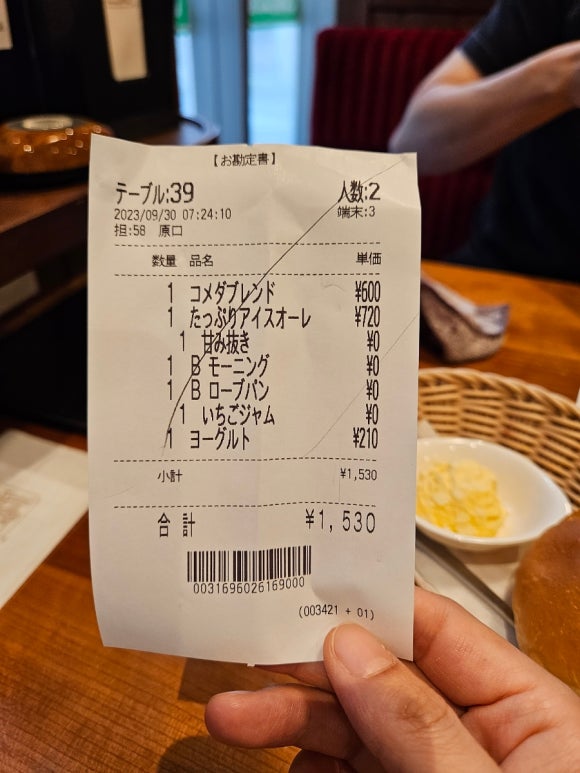 【お勘定書】
テーブル:39 人数:2
2023/09/30 07:24:10 端末:3
担:58 原口
数量 品名 単価
1 コメダブレンド ¥600
1 たっぷりアイスオーレ ¥720
1 甘み抜き ¥0
1 B モーニング ¥0
1 B ローブパン ¥0
1 いちごジャム ¥0
1 ヨーグルト ¥210
小計 ¥1,530
合計 ¥1,530
0031696026169000
(003421 + 01)